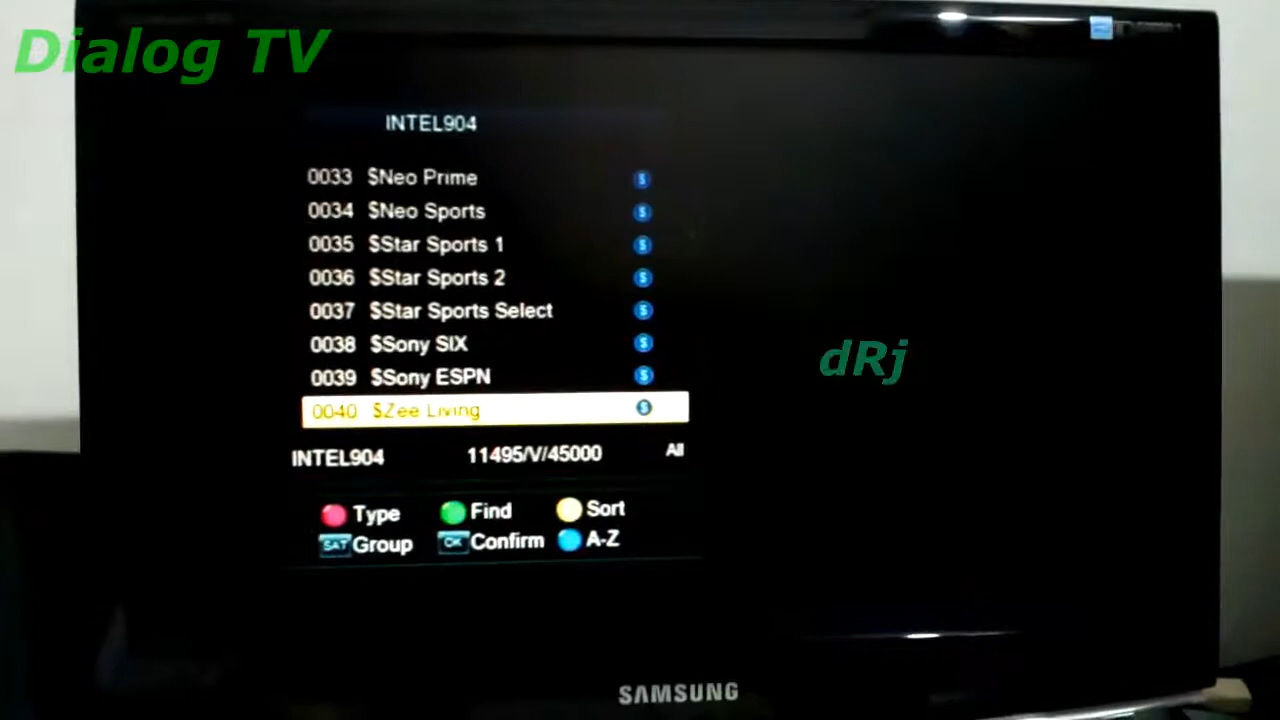 Dialog TV
INTEL904
0033 $Neo Prime $
0034 $Neo Sports $
0035 $Star Sports 1 $
0036 $Star Sports 2 $
0037 $Star Sports Select $
0038 $Sony SIX $
0039 $Sony ESPN $
0040 $Zee Living $
dRj
INTEL904 11495/V/45000 All
Type Find Sort
SAT Group OK Confirm A-Z
SAMSUNG